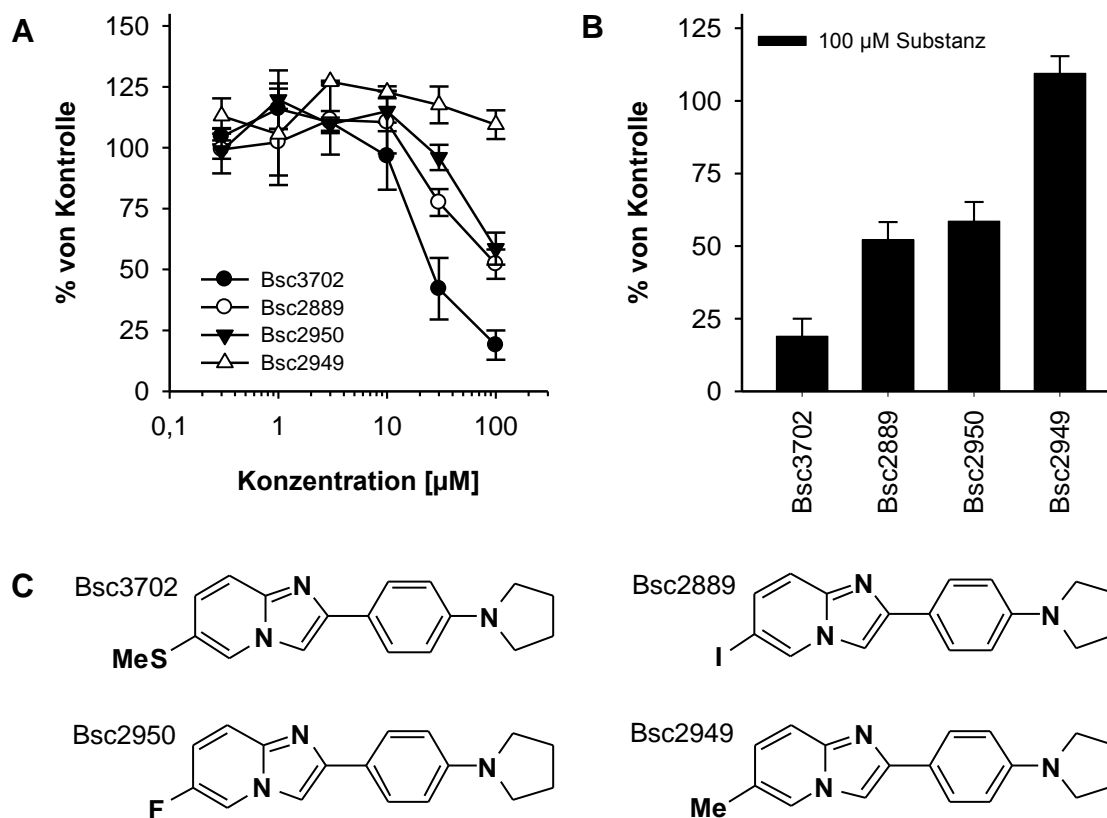 A
% von Kontrolle
150
125
100
75
50
25
0
0,1
1
10
100
Konzentration [µM]
Bsc3702
Bsc2889
Bsc2950
Bsc2949
B
% von Kontrolle
125
100
75
50
25
0
100 µM Substanz
Bsc3702
Bsc2889
Bsc2950
Bsc2949
C
Bsc3702
N
N
N
MeS
Bsc2889
N
N
N
I
Bsc2950
N
N
N
F
Bsc2949
N
N
N
Me